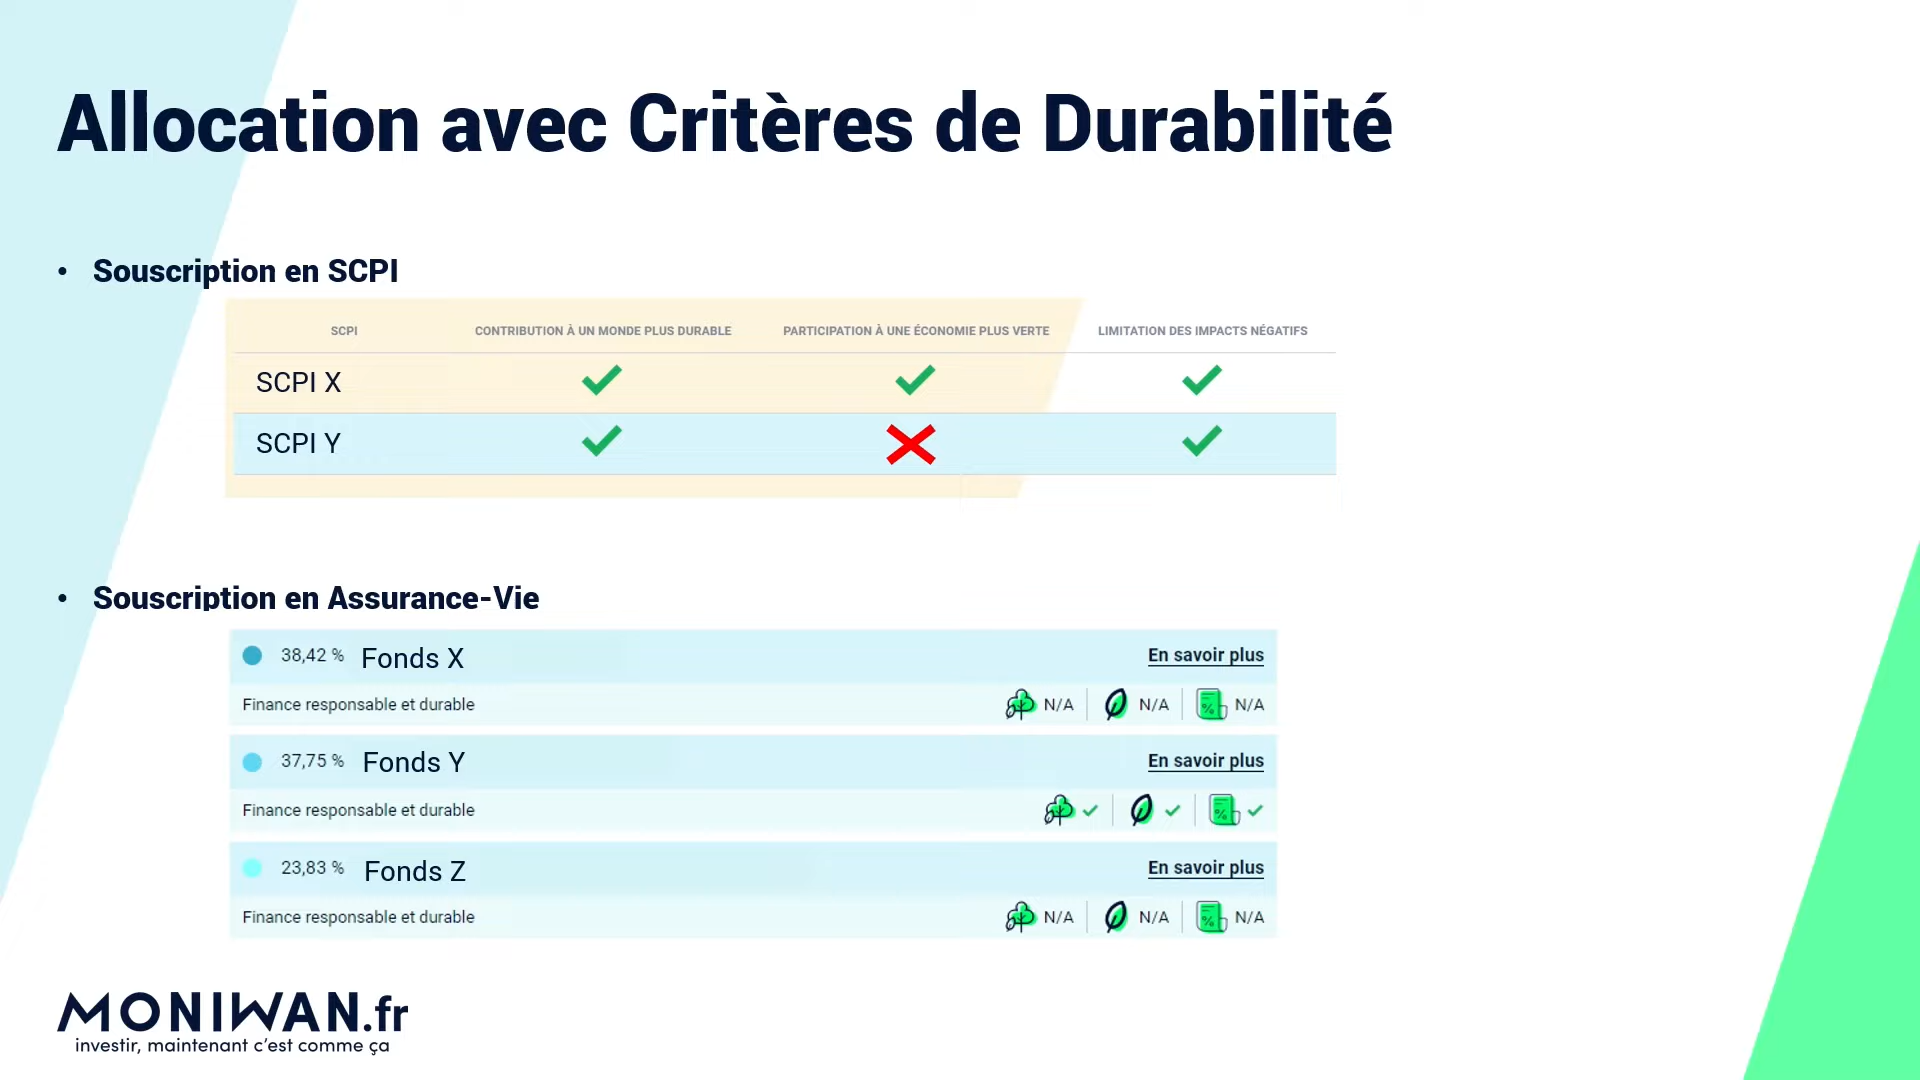 Allocation avec Critères de Durabilité
• Souscription en SCPI
SCPI CONTRIBUTION À UN MONDE PLUS DURABLE PARTICIPATION À UNE ÉCONOMIE PLUS VERTE LIMITATION DES IMPACTS NÉGATIFS
SCPI X
SCPI Y
• Souscription en Assurance-Vie
38,42 % Fonds X En savoir plus
Finance responsable et durable N/A N/A % N/A
37,75 % Fonds Y En savoir plus
Finance responsable et durable %
23,83 % Fonds Z En savoir plus
Finance responsable et durable N/A N/A % N/A
MONIWAN.fr
investir, maintenant c'est comme ça